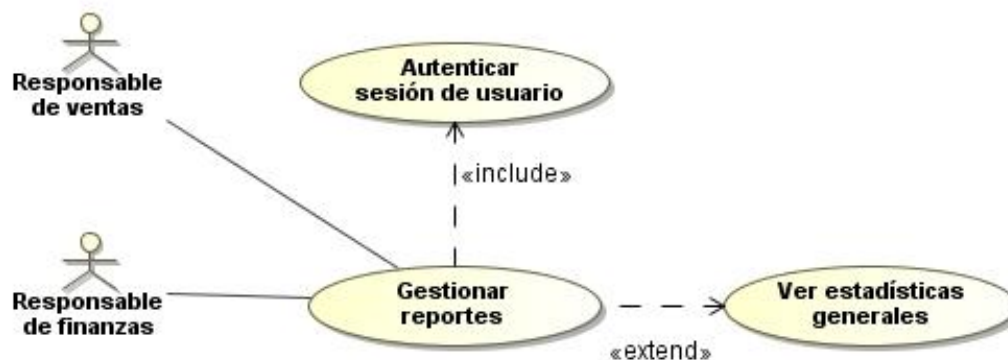 Responsable
de ventas
Autenticar
sesión de usuario
«include»
Responsable
de finanzas
Gestionar
reportes
Ver estadísticas
generales
«extend»